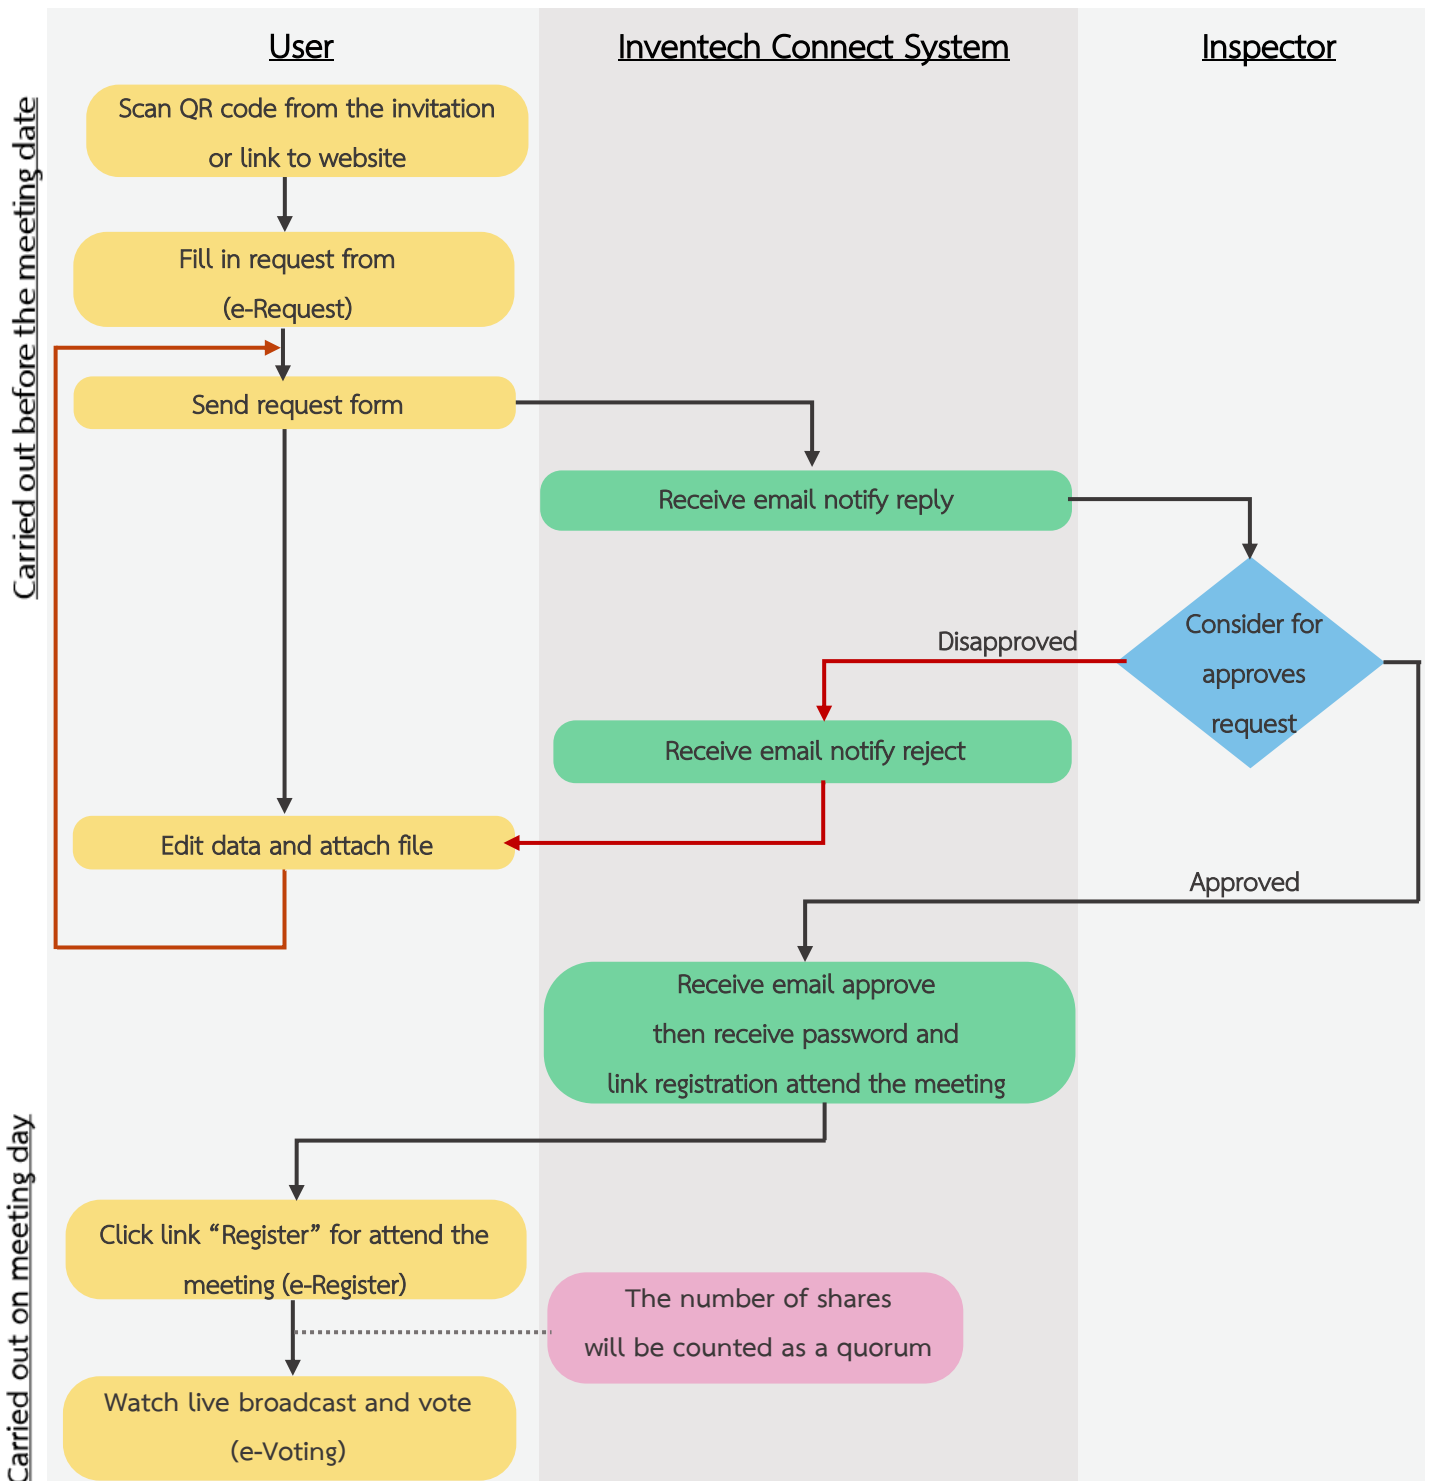 User
Inventech Connect System
Inspector
Carried out before the meeting date
Scan QR code from the invitation
or link to website
Fill in request from
(e-Request)
Send request form
Receive email notify reply
Consider for
approves
request
Disapproved
Receive email notify reject
Edit data and attach file
Approved
Receive email approve
then receive password and
link registration attend the meeting
Carried out on meeting day
Click link “Register” for attend the
meeting (e-Register)
The number of shares
will be counted as a quorum
Watch live broadcast and vote
(e-Voting)